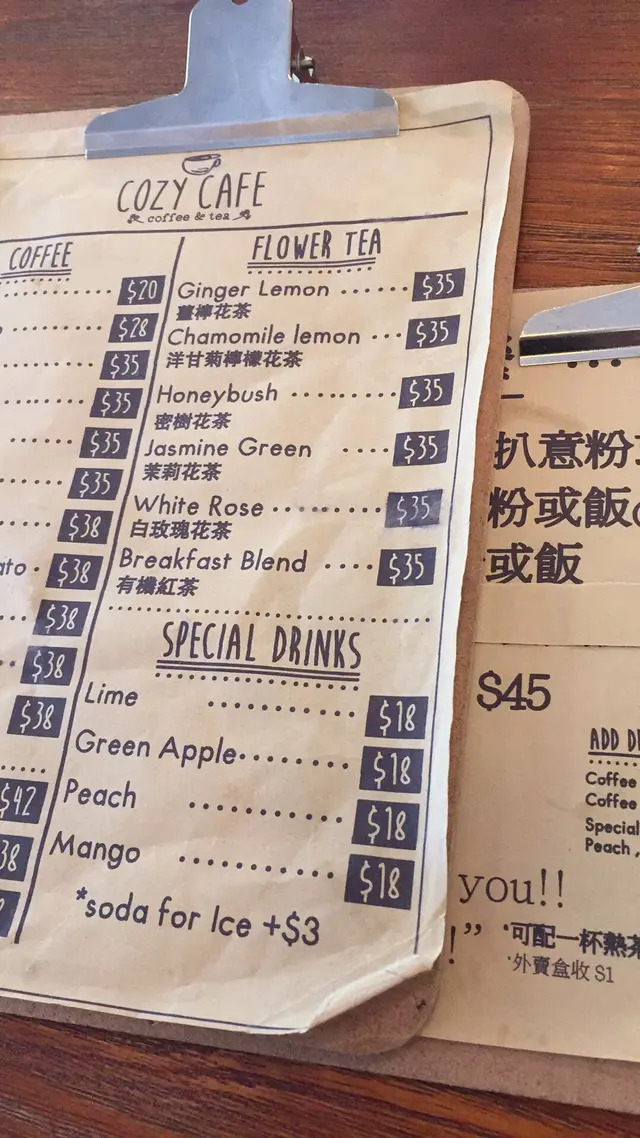 COZY CAFE
coffee & tea
COFFEE
$20
$28
$35
$35
$35
$35
$38
ato · $38
$38
$38
$38
$42
38
FLOWER TEA
Ginger Lemon ...... $35
薑檸花茶
Chamomile lemon ... $35
洋甘菊檸檬花茶
Honeybush ........ $35
密樹花茶
Jasmine Green .... $35
茉莉花茶
White Rose ........ $35
白玫瑰花茶
Breakfast Blend .... $35
有機紅茶
SPECIAL DRINKS
Lime ........... $18
Green Apple........ $18
Peach ........... $18
Mango ........... $18
*soda for Ice +$3
扒意粉
粉或飯
或飯
$45
ADD D
Coffee
Coffee
Special
Peach,
you!!
!”
*可配一杯熱茶
*外賣盒收 $1